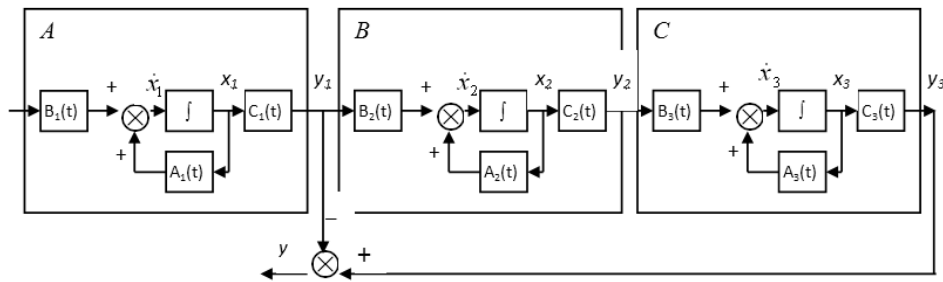 A B C
ẋ₁ x₁ y₁ ẋ₂ x₂ y₂ ẋ₃ x₃ y₃
+ + +
B₁(t) ∫ C₁(t) B₂(t) ∫ C₂(t) B₃(t) ∫ C₃(t)
+ + +
A₁(t) A₂(t) A₃(t)
−
y +